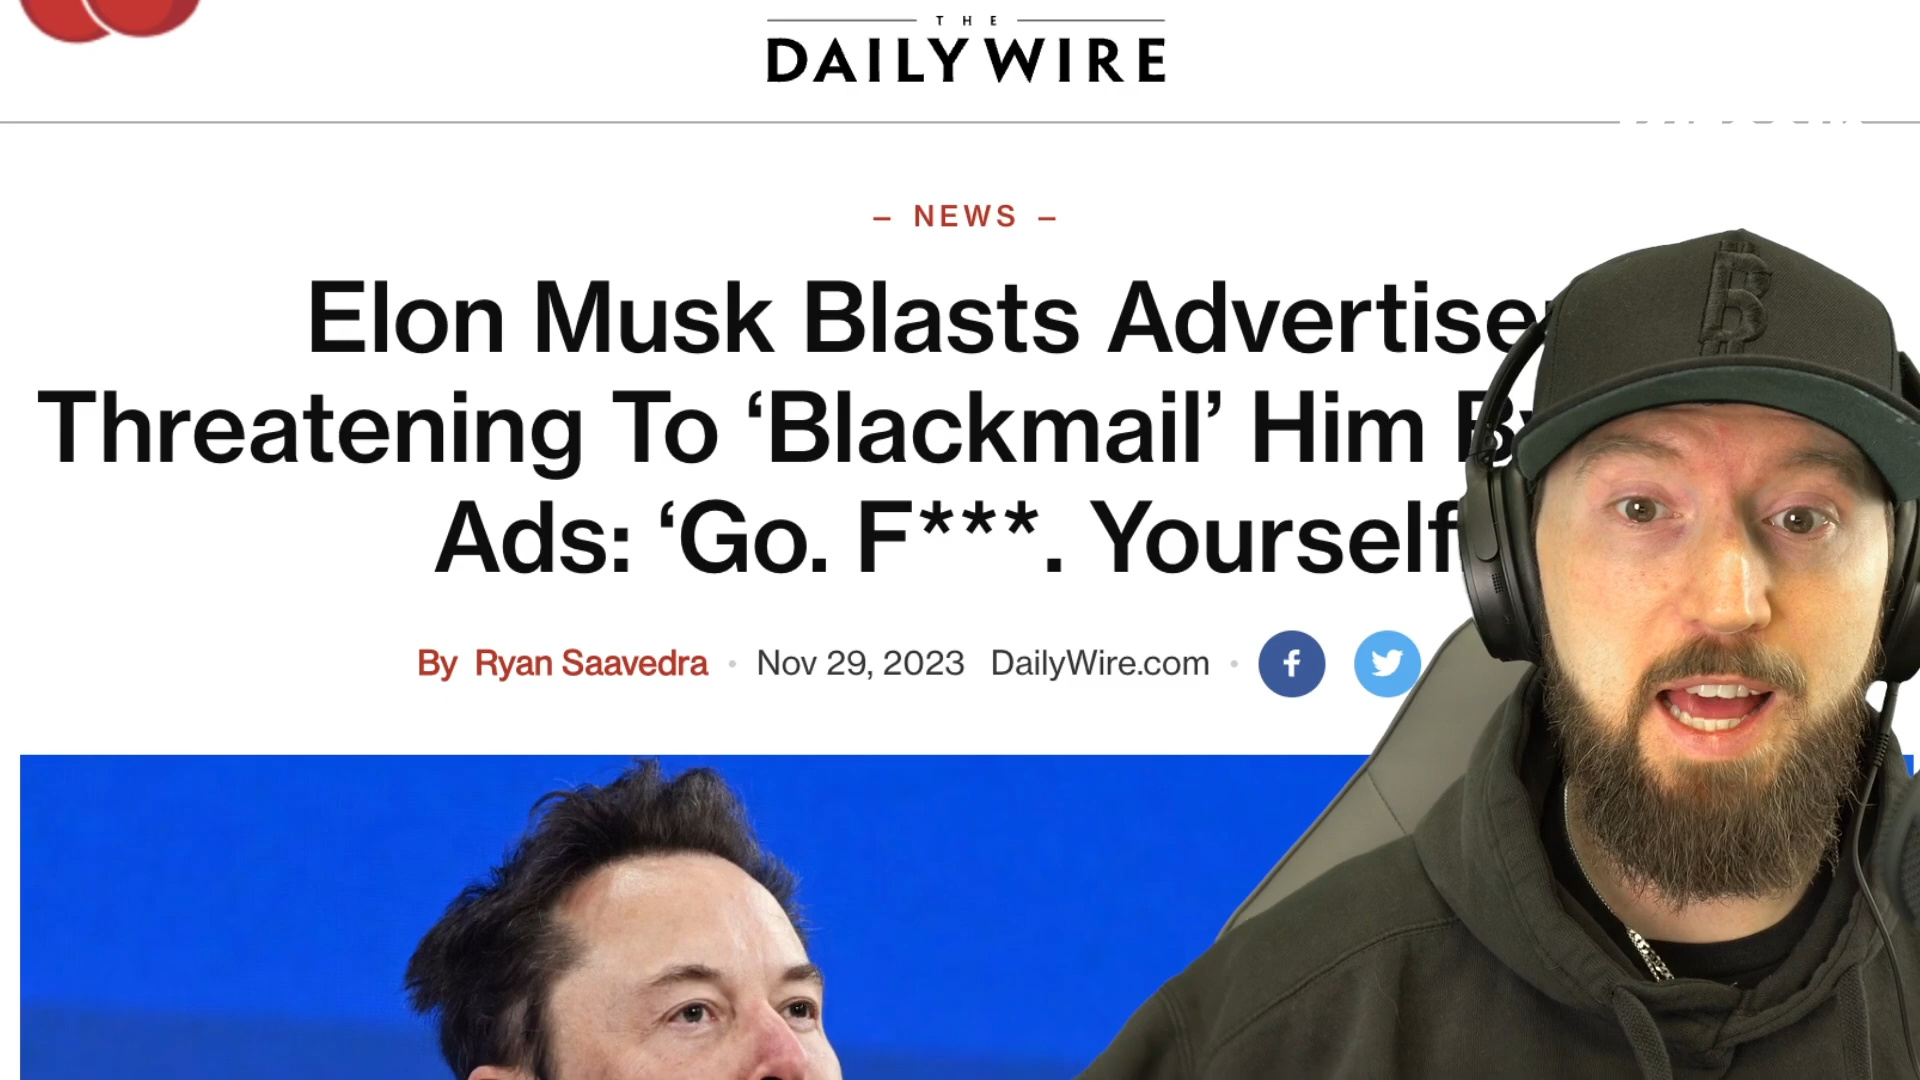 THE
DAILY WIRE
– NEWS –
Elon Musk Blasts
Threatening To ‘Blackmail’ Him
Ads: ‘Go. F***. Yourself
By Ryan Saavedra • Nov 29, 2023 DailyWire.com •
f
B